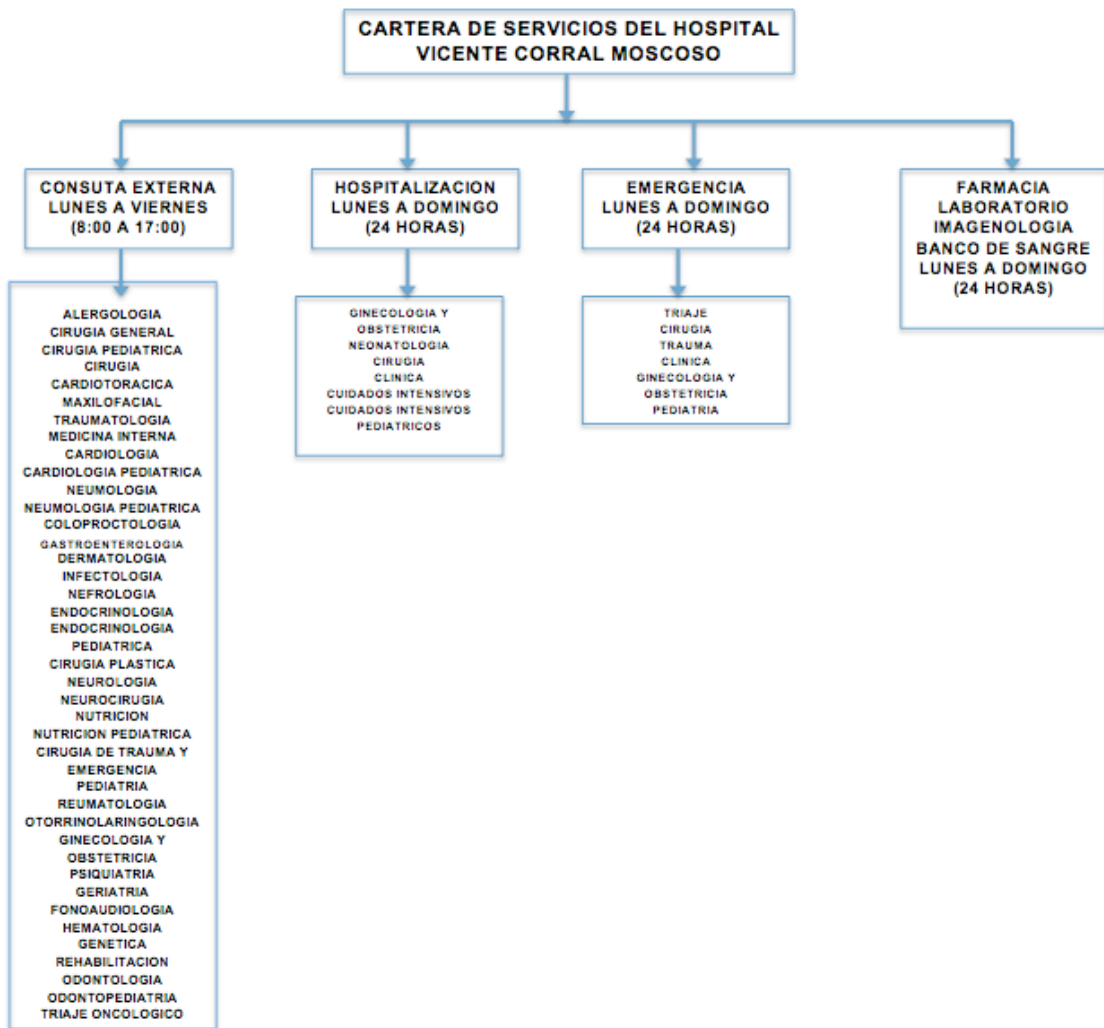 CARTERA DE SERVICIOS DEL HOSPITAL
VICENTE CORRAL MOSCOSO
CONSUTA EXTERNA
LUNES A VIERNES
(8:00 A 17:00)
HOSPITALIZACION
LUNES A DOMINGO
(24 HORAS)
EMERGENCIA
LUNES A DOMINGO
(24 HORAS)
FARMACIA
LABORATORIO
IMAGENOLOGIA
BANCO DE SANGRE
LUNES A DOMINGO
(24 HORAS)
ALERGOLOGIA
CIRUGIA GENERAL
CIRUGIA PEDIATRICA
CIRUGIA
CARDIOTORACICA
MAXILOFACIAL
TRAUMATOLOGIA
MEDICINA INTERNA
CARDIOLOGIA
CARDIOLOGIA PEDIATRICA
NEUMOLOGIA
NEUMOLOGIA PEDIATRICA
COLOPROCTOLOGIA
GASTROENTEROLOGIA
DERMATOLOGIA
INFECTOLOGIA
NEFROLOGIA
ENDOCRINOLOGIA
ENDOCRINOLOGIA
PEDIATRICA
CIRUGIA PLASTICA
NEUROLOGIA
NEUROCIRUGIA
NUTRICION
NUTRICION PEDIATRICA
CIRUGIA DE TRAUMA Y
EMERGENCIA
PEDIATRIA
REUMATOLOGIA
OTORRINOLARINGOLOGIA
GINECOLOGIA Y
OBSTETRICIA
PSIQUIATRIA
GERIATRIA
FONOAUDIOLOGIA
HEMATOLOGIA
GENETICA
REHABILITACION
ODONTOLOGIA
ODONTOPEDIATRIA
TRIAJE ONCOLOGICO
GINECOLOGIA Y
OBSTETRICIA
NEONATOLOGIA
CIRUGIA
CLINICA
CUIDADOS INTENSIVOS
CUIDADOS INTENSIVOS
PEDIATRICOS
TRIAJE
CIRUGIA
TRAUMA
CLINICA
GINECOLOGIA Y
OBSTETRICIA
PEDIATRIA